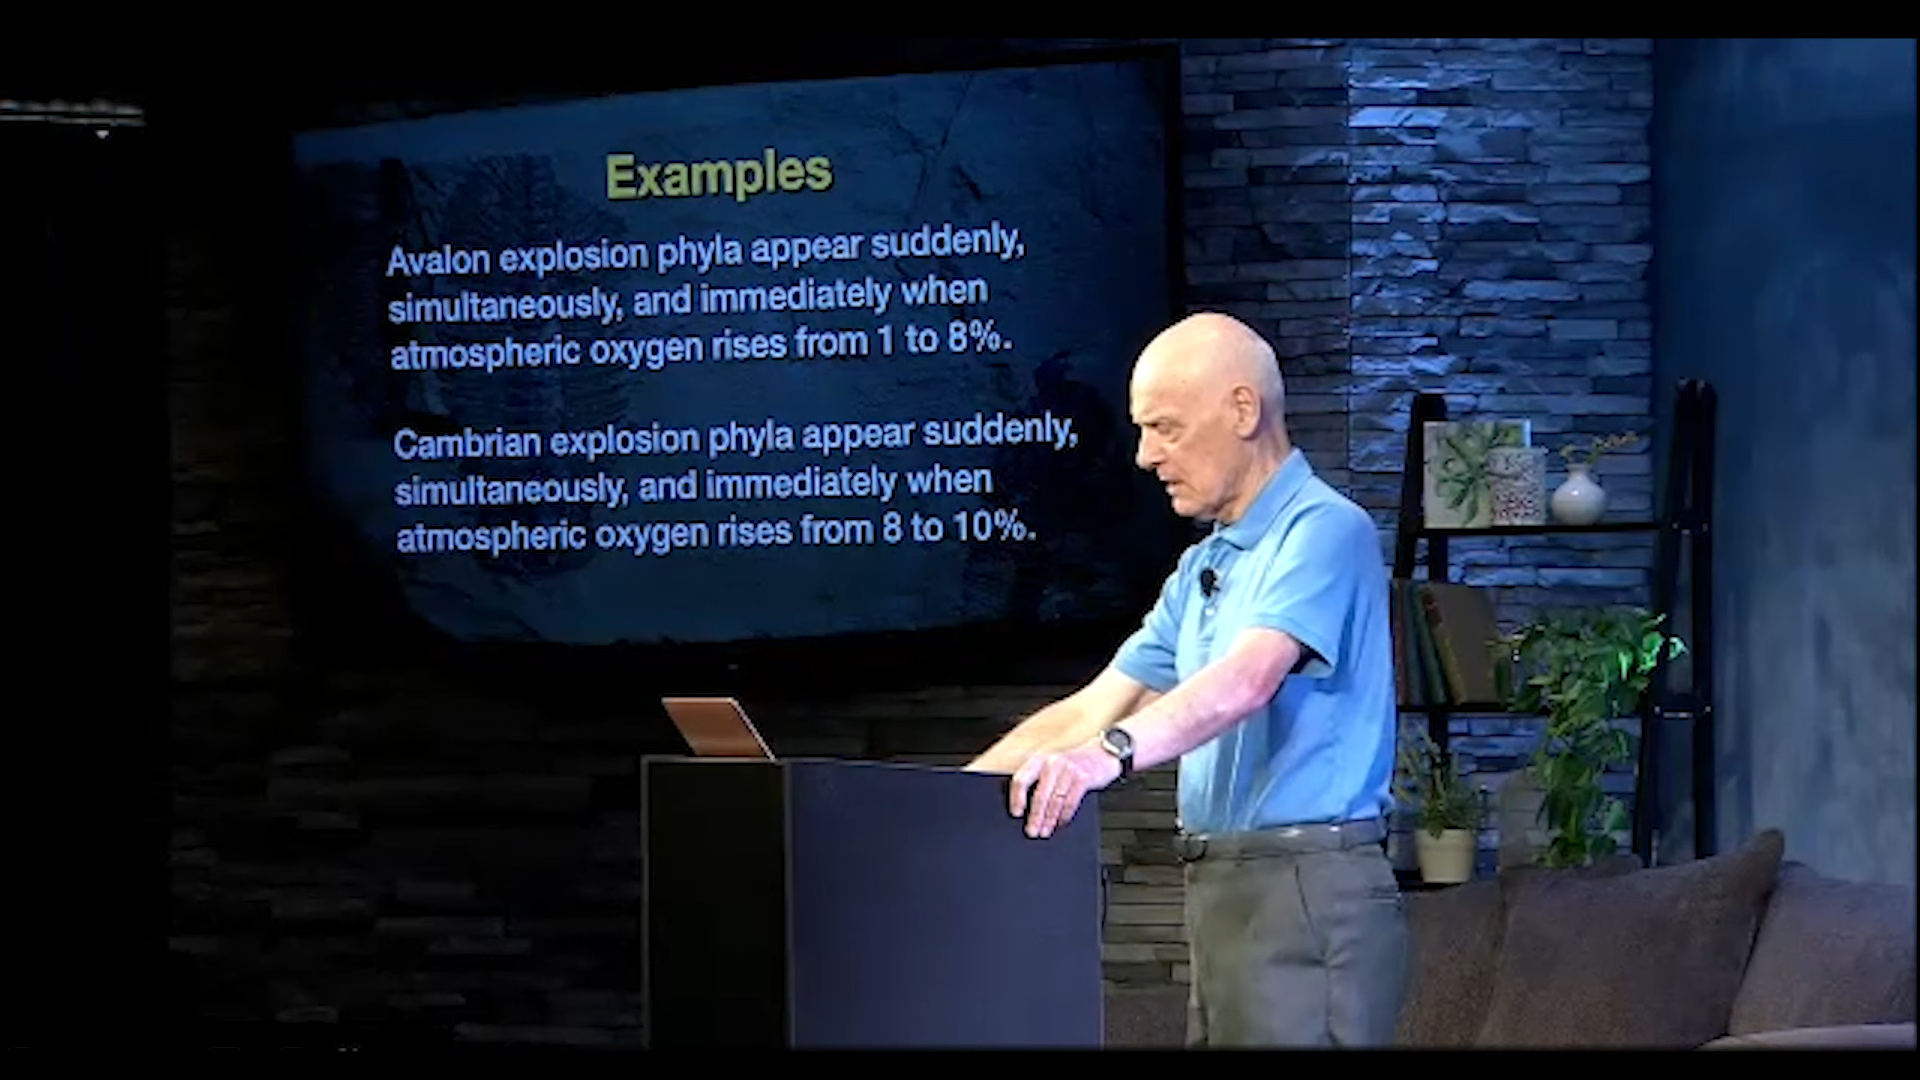 Examples
Avalon explosion phyla appear suddenly,
simultaneously, and immediately when
atmospheric oxygen rises from 1 to 8%.
Cambrian explosion phyla appear suddenly,
simultaneously, and immediately when
atmospheric oxygen rises from 8 to 10%.